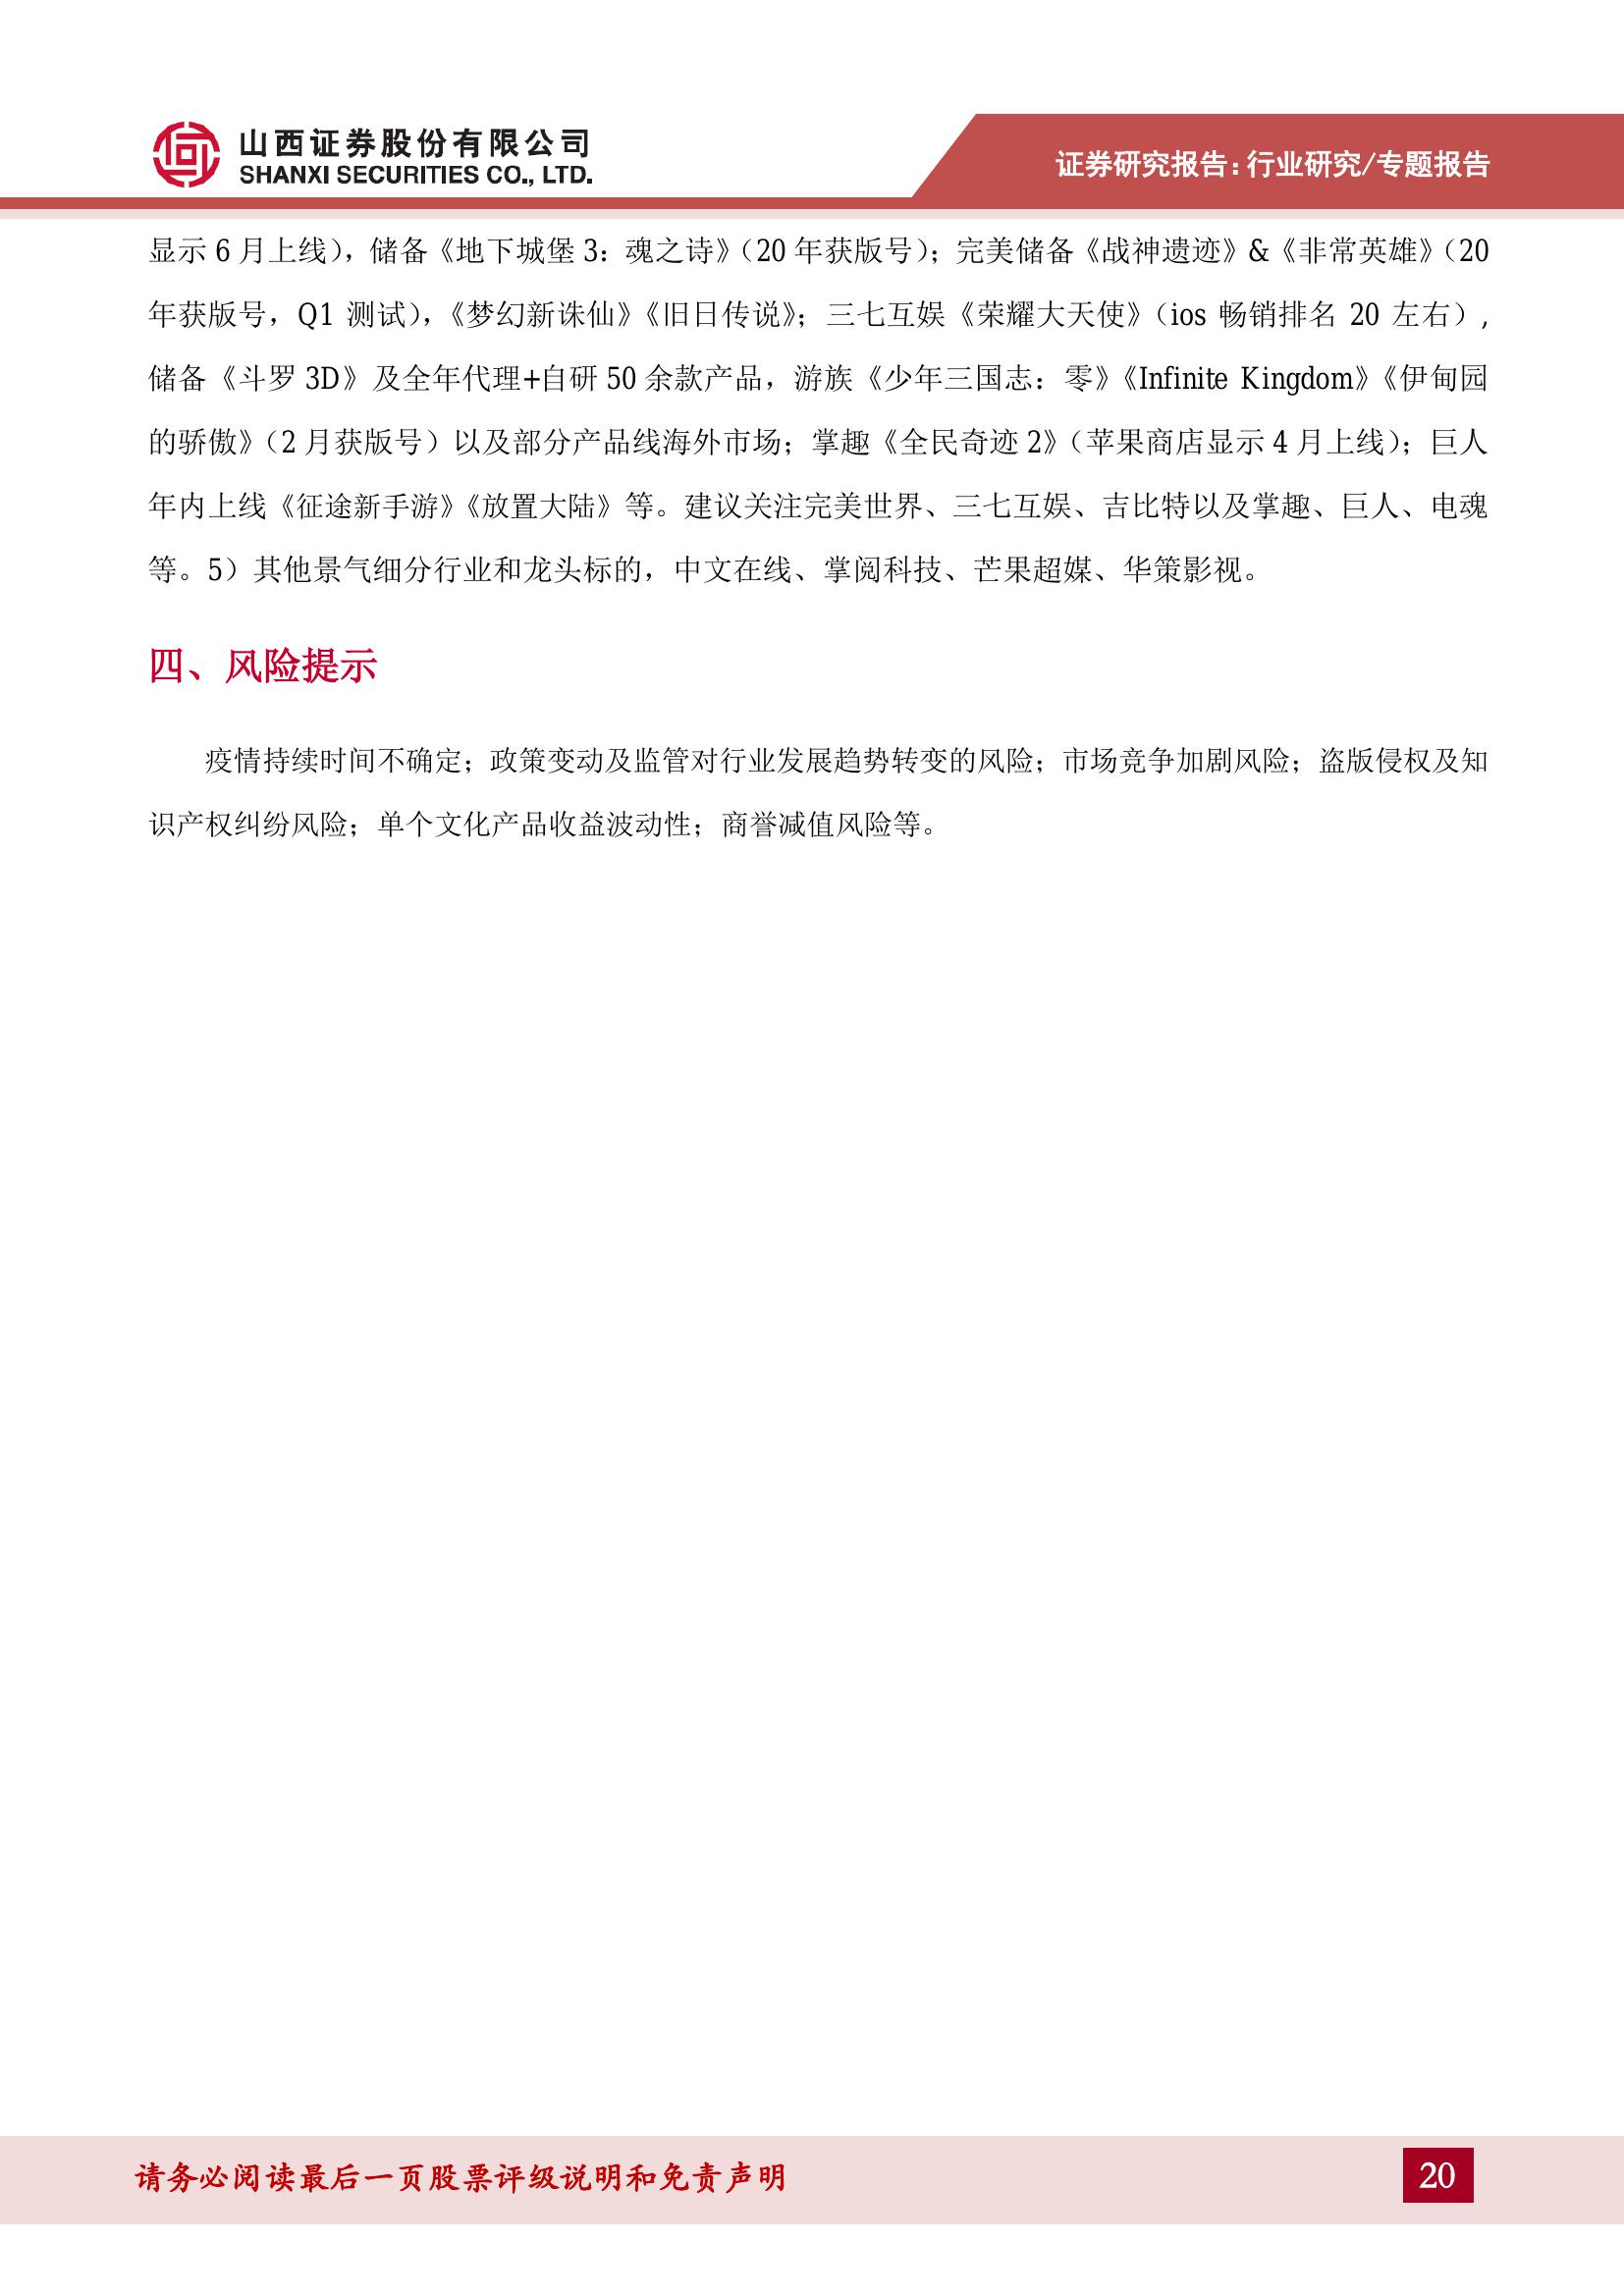 山西证券股份有限公司
SHANXI SECURITIES CO., LTD.
证券研究报告：行业研究/专题报告
显示 6 月上线），储备《地下城堡 3：魂之诗》（20 年获版号）；完美储备《战神遗迹》&《非常英雄》（20
年获版号，Q1 测试），《梦幻新诛仙》《旧日传说》；三七互娱《荣耀大天使》（ios 畅销排名 20 左右），
储备《斗罗 3D》及全年代理+自研 50 余款产品，游族《少年三国志：零》《Infinite Kingdom》《伊甸园
的骄傲》（2 月获版号）以及部分产品线海外市场；掌趣《全民奇迹 2》（苹果商店显示 4 月上线）；巨人
年内上线《征途新手游》《放置大陆》等。建议关注完美世界、三七互娱、吉比特以及掌趣、巨人、电魂
等。5）其他景气细分行业和龙头标的，中文在线、掌阅科技、芒果超媒、华策影视。
四、风险提示
疫情持续时间不确定；政策变动及监管对行业发展趋势转变的风险；市场竞争加剧风险；盗版侵权及知
识产权纠纷风险；单个文化产品收益波动性；商誉减值风险等。
请务必阅读最后一页股票评级说明和免责声明
20